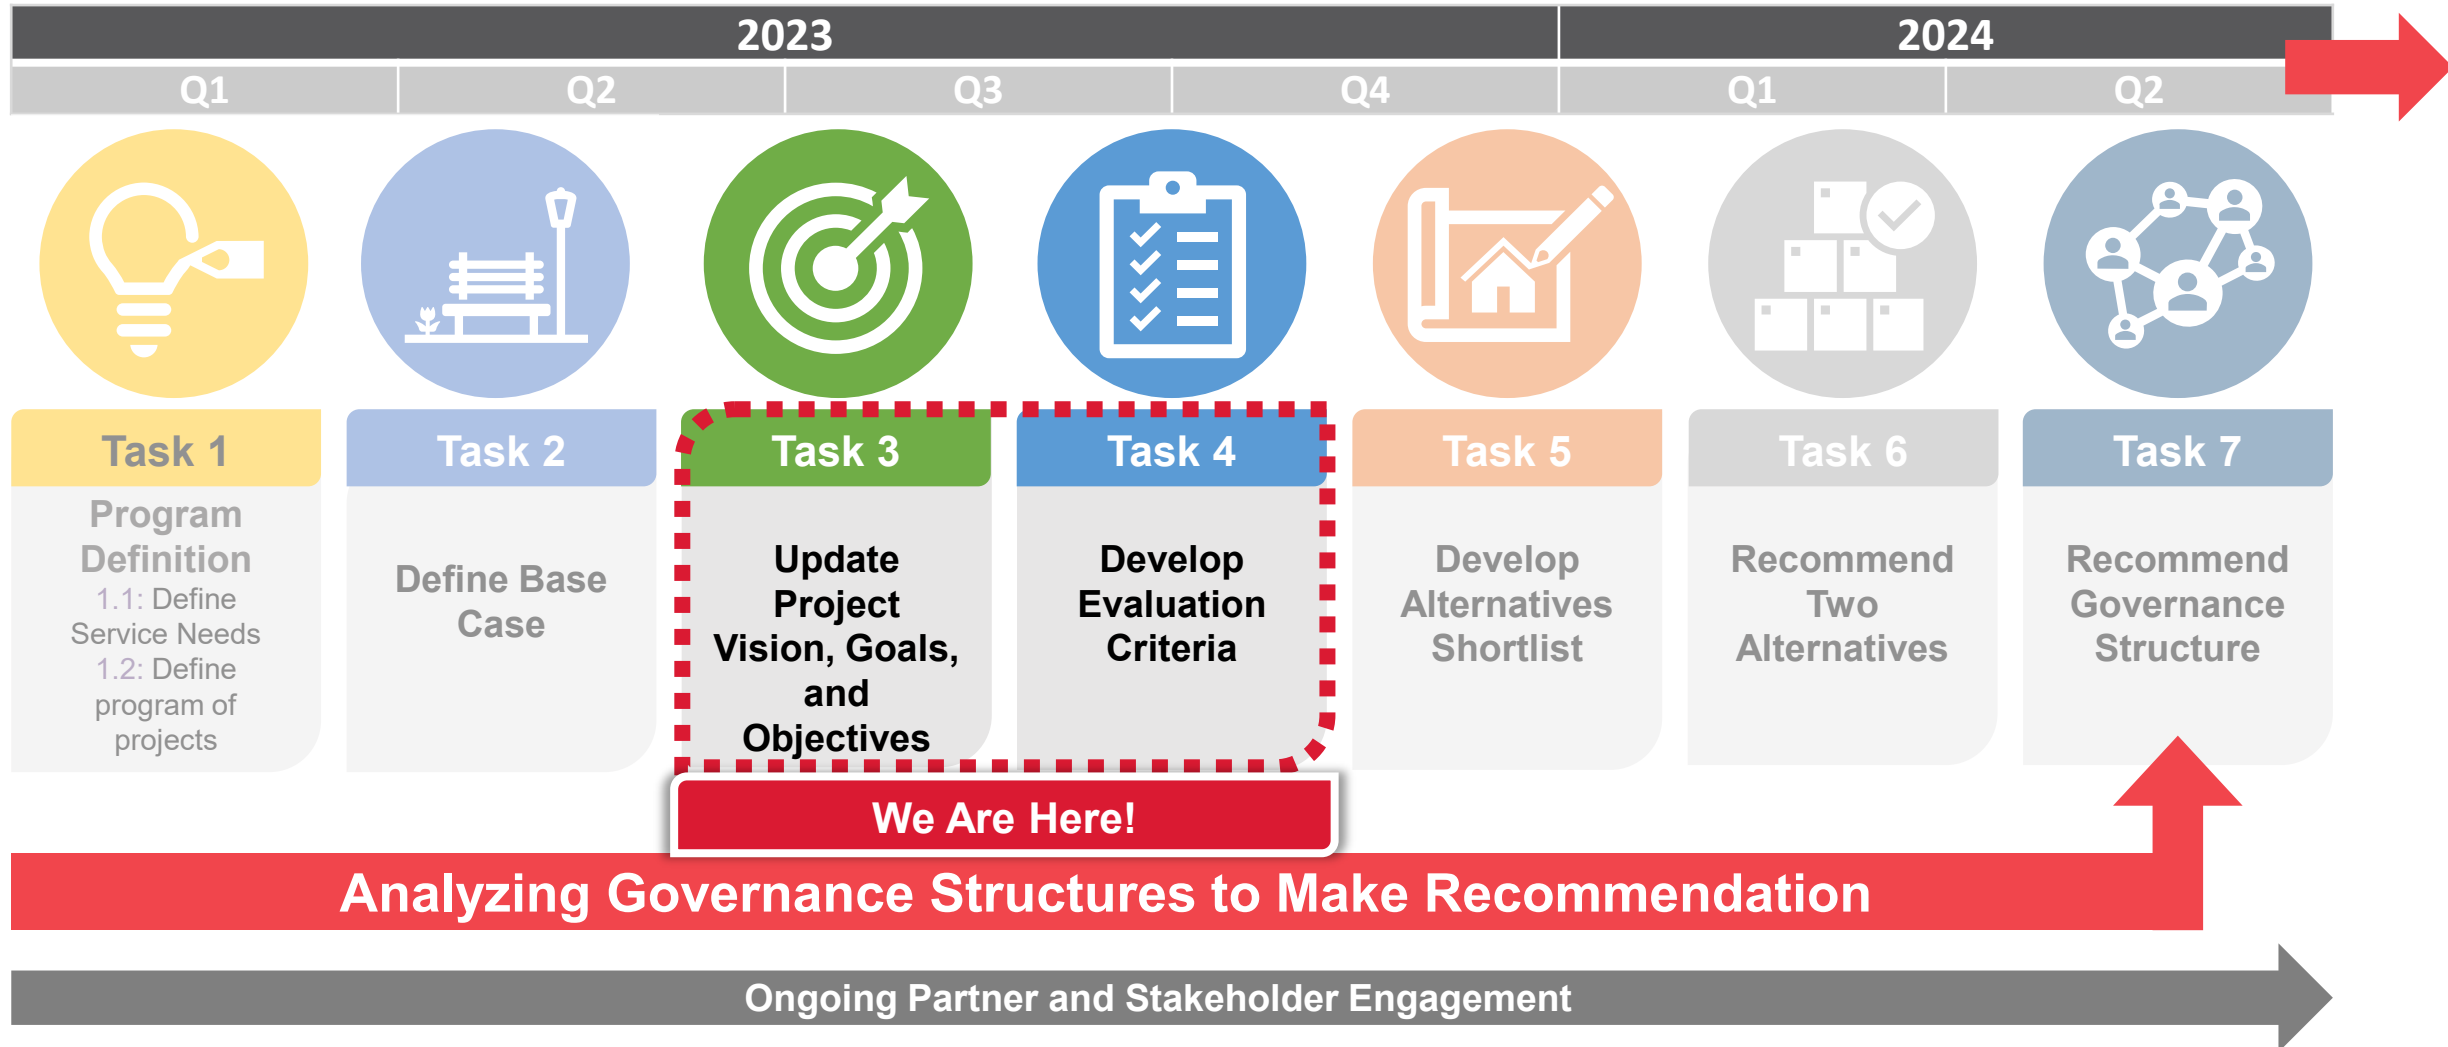 2023
2024
Q1
Q2
Q3
Q4
Q1
Q2
Task 1
Program
Definition
1.1: Define
Service Needs
1.2: Define
program of
projects
Task 2
Define Base
Case
Task 3
Update
Project
Vision, Goals,
and
Objectives
Task 4
Develop
Evaluation
Criteria
Task 5
Develop
Alternatives
Shortlist
Task 6
Recommend
Two
Alternatives
Task 7
Recommend
Governance
Structure
We Are Here!
Analyzing Governance Structures to Make Recommendation
Ongoing Partner and Stakeholder Engagement